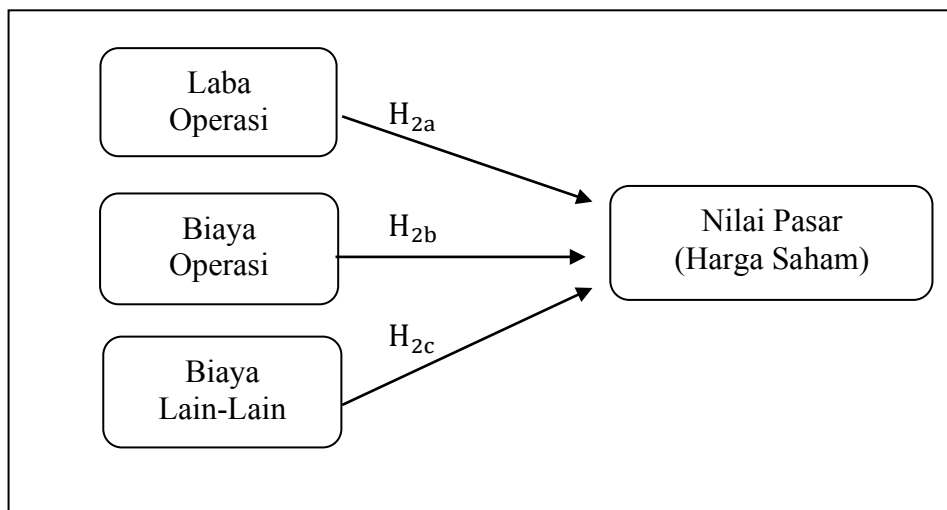 Laba
Operasi
H2a
Biaya
Operasi
H2b
Nilai Pasar
(Harga Saham)
H2c
Biaya
Lain-Lain